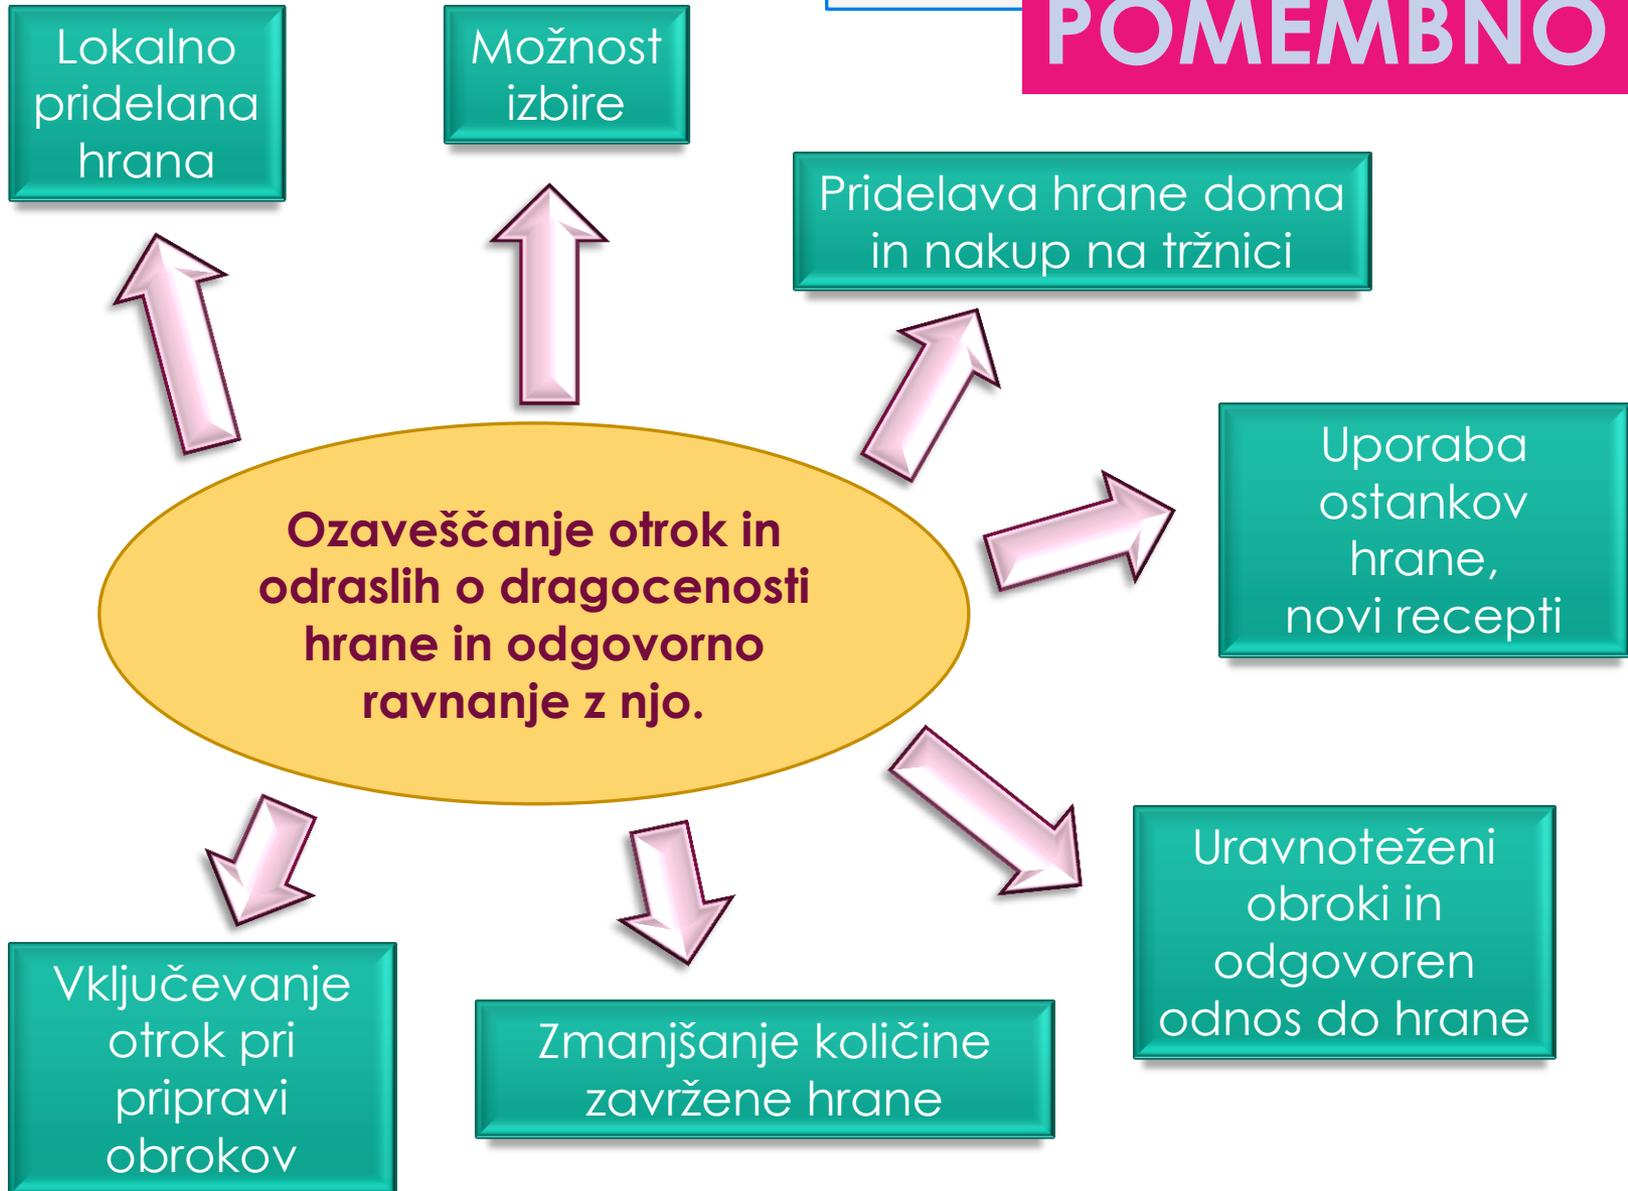 POMEMBNO
Lokalno
pridelana
hrana
Možnost
izbire
Pridelava hrane doma
in nakup na tržnici
Uporaba
ostankov
hrane,
novi recepti
Ozaveščanje otrok in
odraslih o dragocenosti
hrane in odgovorno
ravnanje z njo.
Uravnoteženi
obroki in
odgovoren
odnos do hrane
Vključevanje
otrok pri
pripravi
obrokov
Zmanjšanje količine
zavržene hrane